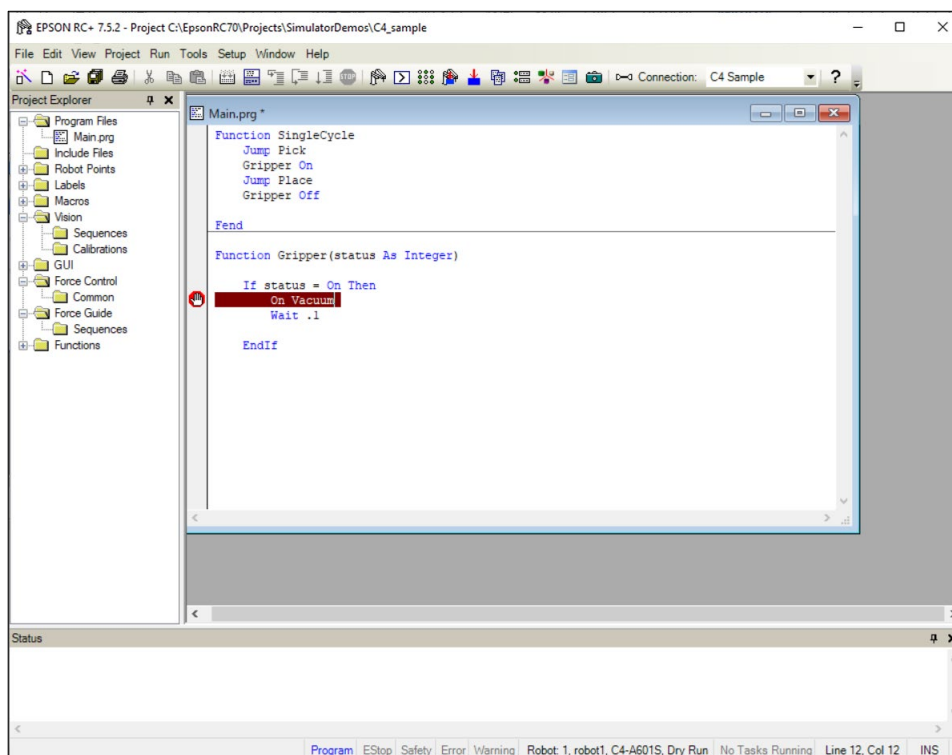 EPSON RC+ 7.5.2 - Project C:\EpsonRC70\Projects\SimulatorDemos\C4_sample
File Edit View Project Run Tools Setup Window Help
STOP
Connection: C4 Sample
?
Project Explorer
Program Files
Main.prg
Include Files
Robot Points
Labels
Macros
Vision
Sequences
Calibrations
GUI
Force Control
Common
Force Guide
Sequences
Functions
Main.prg *
Function SingleCycle
Jump Pick
Gripper On
Jump Place
Gripper Off
Fend
Function Gripper(status As Integer)
If status = On Then
On Vacuum
Wait .1
EndIf
Status
Program EStop Safety Error Warning Robot: 1, robot1, C4-A601S, Dry Run No Tasks Running Line 12, Col 12 INS